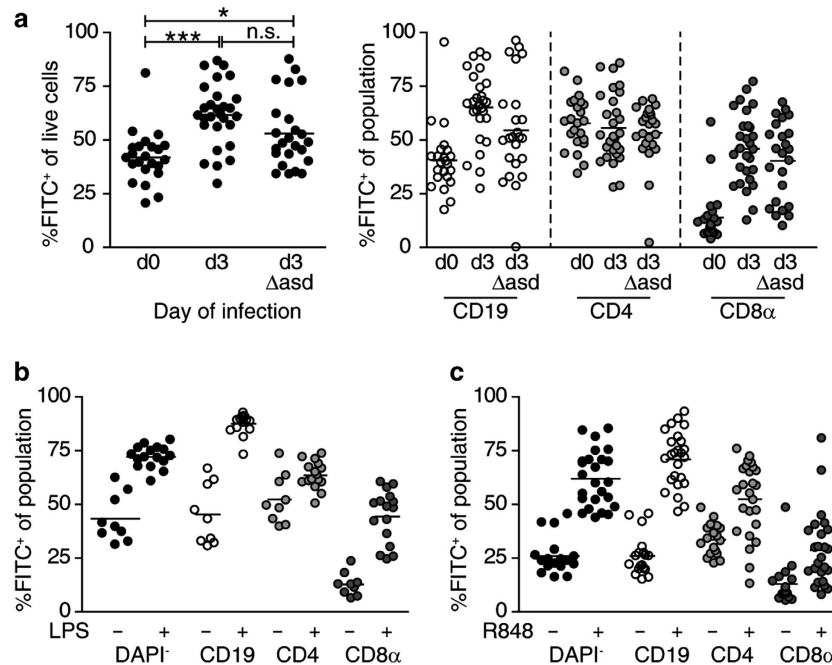 a
*
*** n.s.
%FITC⁺ of live cells
100
75
50
25
0
d0 d3 d3
Δasd
Day of infection
%FITC⁺ of population
100
75
50
25
0
d0 d3 d3 d0 d3 d3 d0 d3 d3
Δasd Δasd Δasd
CD19 CD4 CD8α
b
%FITC⁺ of population
100
75
50
25
0
LPS – + – + – + – +
DAPI⁻ CD19 CD4 CD8α
c
%FITC⁺ of population
100
75
50
25
0
R848 – + – + – + – +
DAPI⁻ CD19 CD4 CD8α